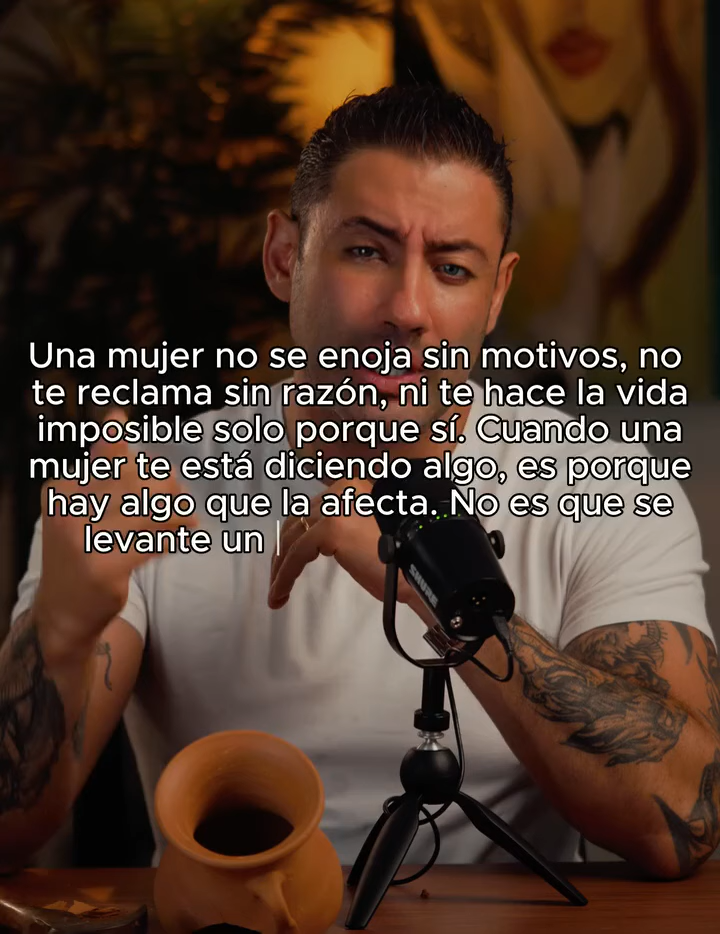 Una mujer no se enoja sin motivos, no
te reclama sin razón, ni te hace la vida
imposible solo porque sí. Cuando una
mujer te está diciendo algo, es porque
hay algo que la afecta. No es que se
levante un
SHURE